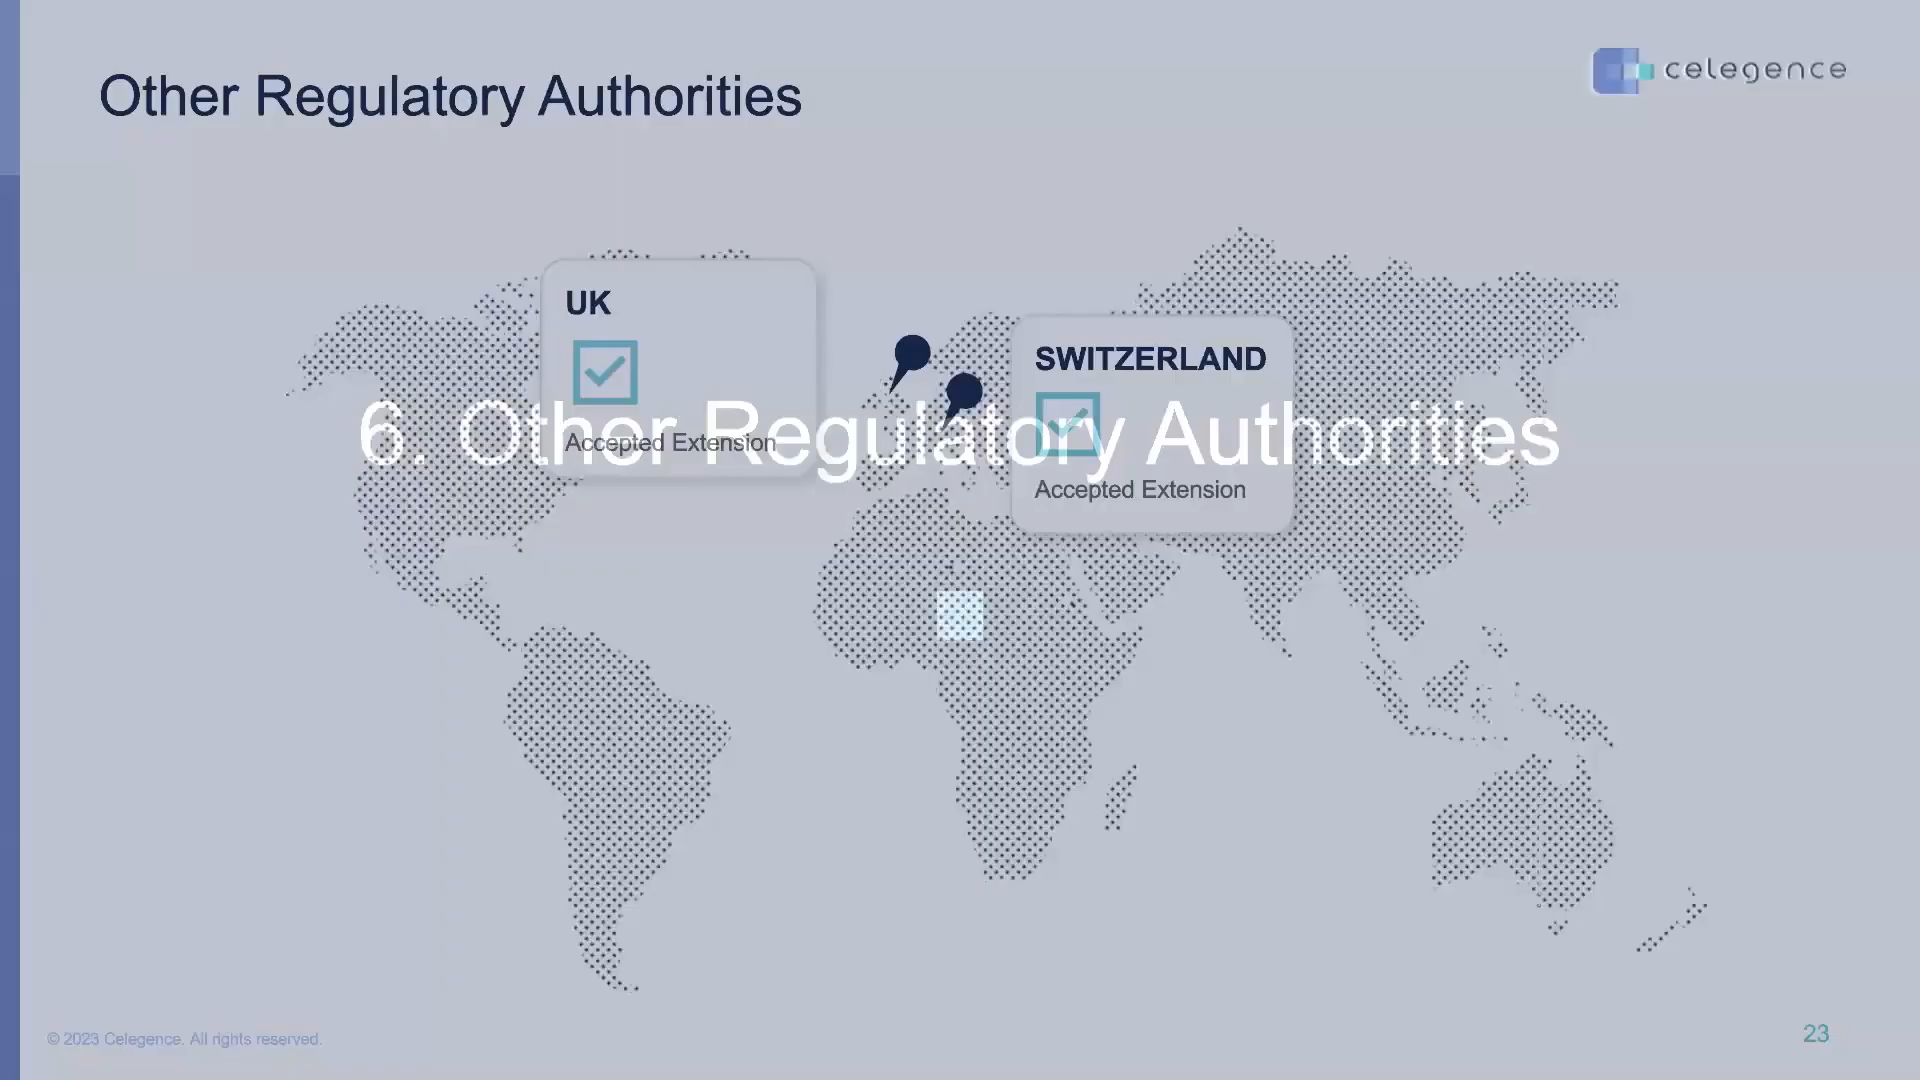 Other Regulatory Authorities
celegence
UK
Accepted Extension
SWITZERLAND
Accepted Extension
6. Other Regulatory Authorities
© 2023 Celegence. All rights reserved.
23